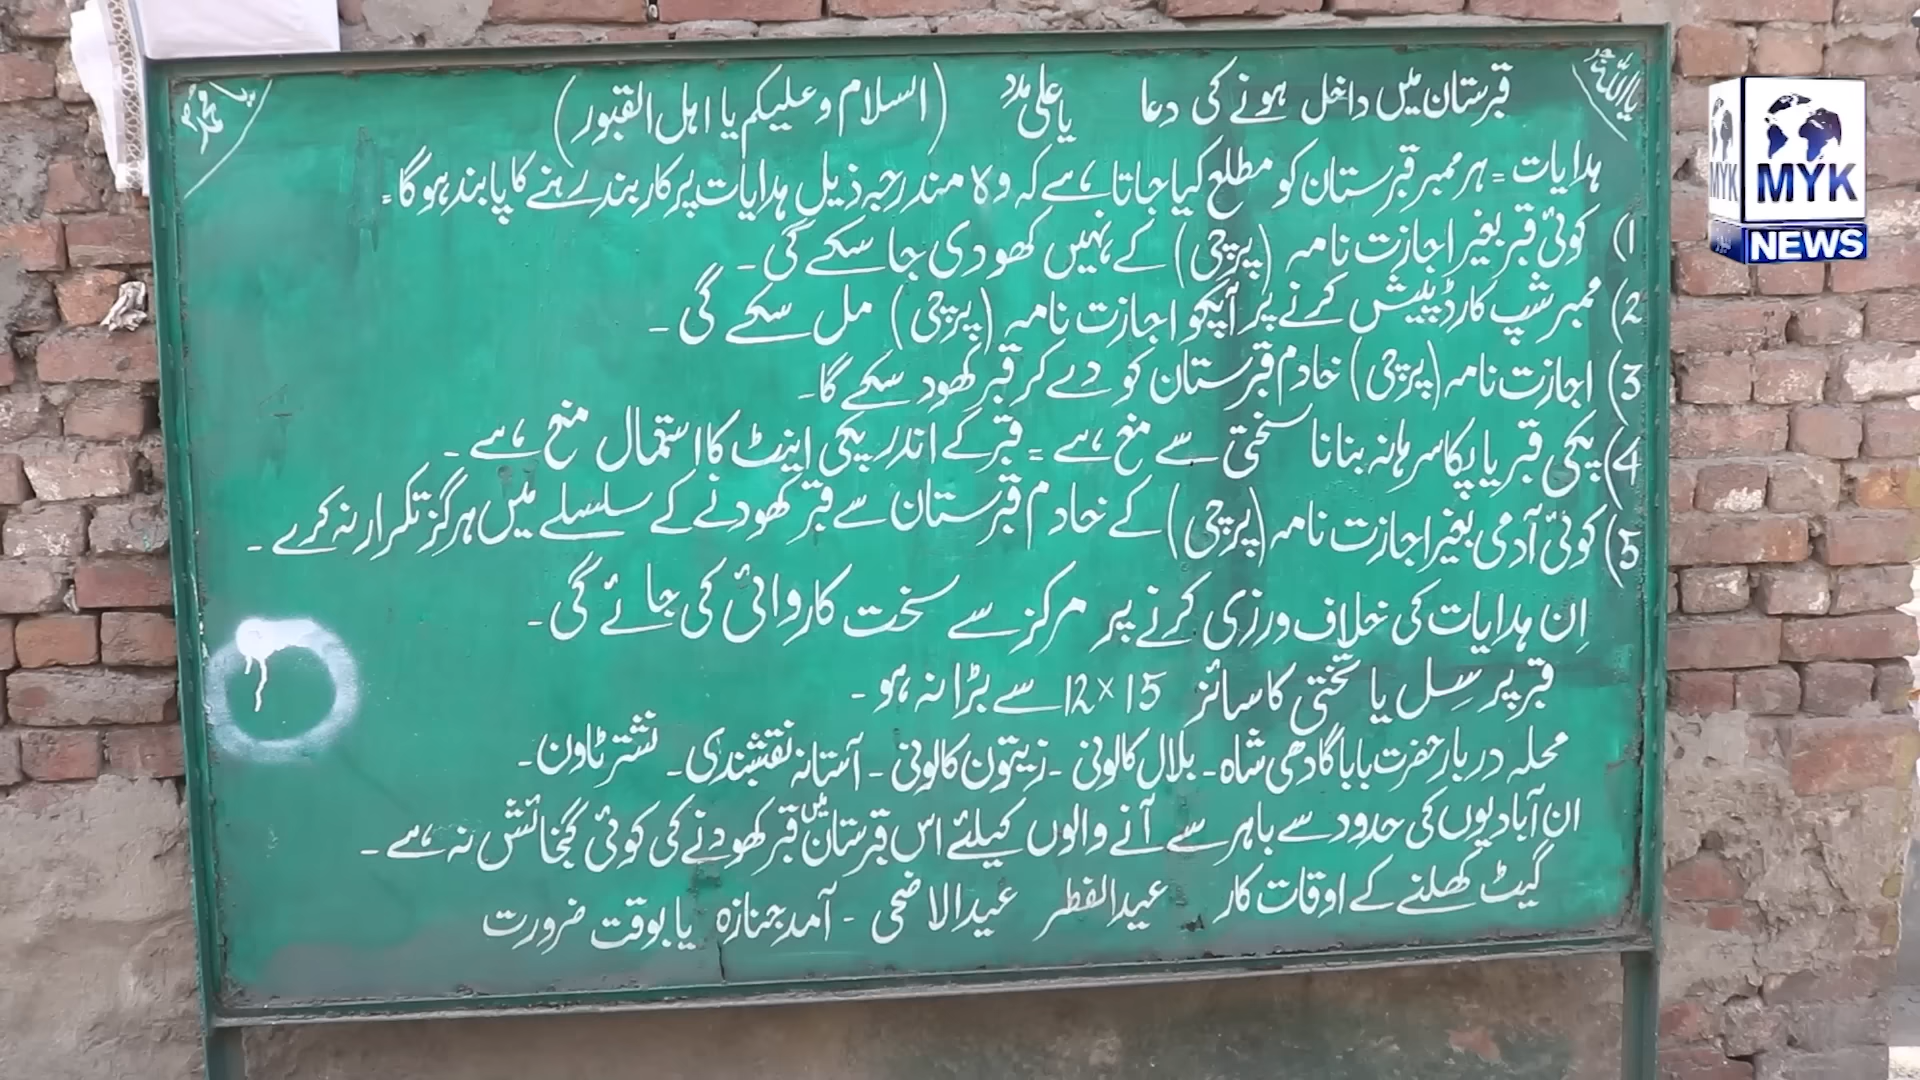 یااللہ جل جلالہ
یا محمد
قبرستان میں داخل ہونے کی دعا یا علی مدد (السلام وعلیکم یا اہل القبور)
ہدایات = ہر ممبر قبرستان کو مطلع کیا جاتا ہے کہ وہ مندرجہ ذیل ہدایات پر کاربند رہنے کا پابند ہوگا =
1) کوئی قبر بغیر اجازت نامہ (پرچی) کے نہیں کھودی جا سکے گی -
2) ممبر شپ کارڈ پیش کرنے پر آپکو اجازت نامہ (پرچی) مل سکے گی -
3) اجازت نامہ (پرچی) خادم قبرستان کو دے کر قبر کھود سکے گا -
4) پکی قبر یا پکا سرہانہ بنانا سختی سے منع ہے = قبر کے اندر پکی اینٹ کا استمال منع ہے -
5) کوئی آدمی بغیر اجازت نامہ (پرچی) کے خادم قبرستان سے قبر کھودنے کے سلسلے میں ہرگز تکرار نہ کرے -
اِن ہدایات کی خلاف ورزی کرنے پر مرکز سے سخت کاروائی کی جائے گی -
قبر پر سِل یا تختی کا سائز 15×12 سے بڑا نہ ہو -
محلہ دربار حضرت بابا گادھی شاہ - بلال کالونی - زیتون کالونی - آستانہ نقشبندی - نشتر ٹاون -
ان آبادیوں کی حدود سے باہر سے آنے والوں کیلئے اس قبرستان میں قبر کھودنے کی کوئی گنجائش نہ ہے -
گیٹ کھلنے کے اوقات کار عیدالفطر عیدالاضحی - آمد جنازہ یا بوقت ضرورت
MYK
MYK
NEWS